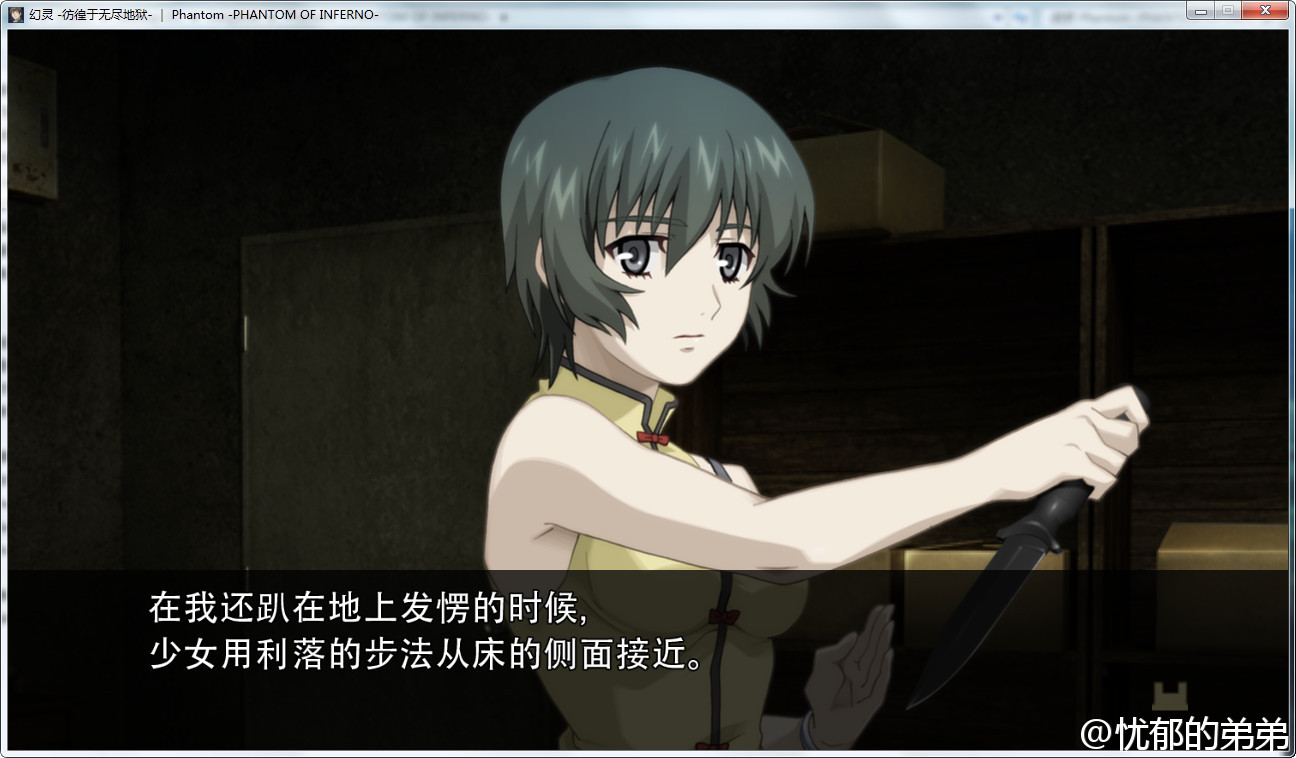 幻灵 -彷徨于无尽地狱- | Phantom -PHANTOM OF INFERNO-
在我还趴在地上发愣的时候,
少女用利落的步法从床的侧面接近。
@忧郁的弟弟